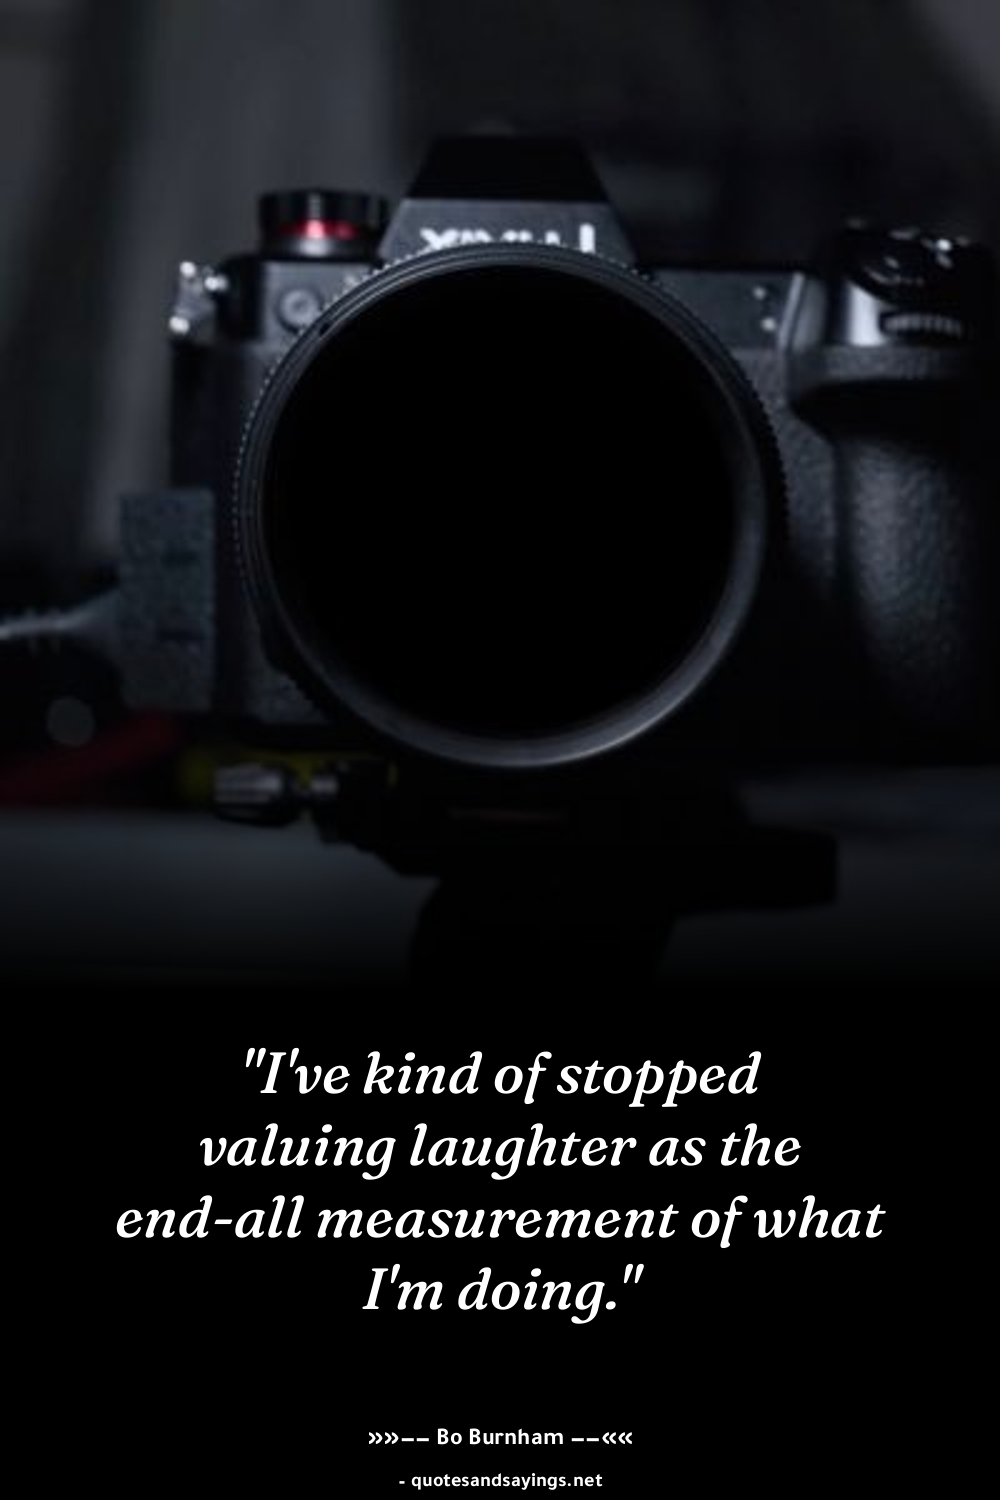 "I've kind of stopped
valuing laughter as the
end-all measurement of what
I'm doing."
»»—— Bo Burnham ——««
- quotesandsayings.net